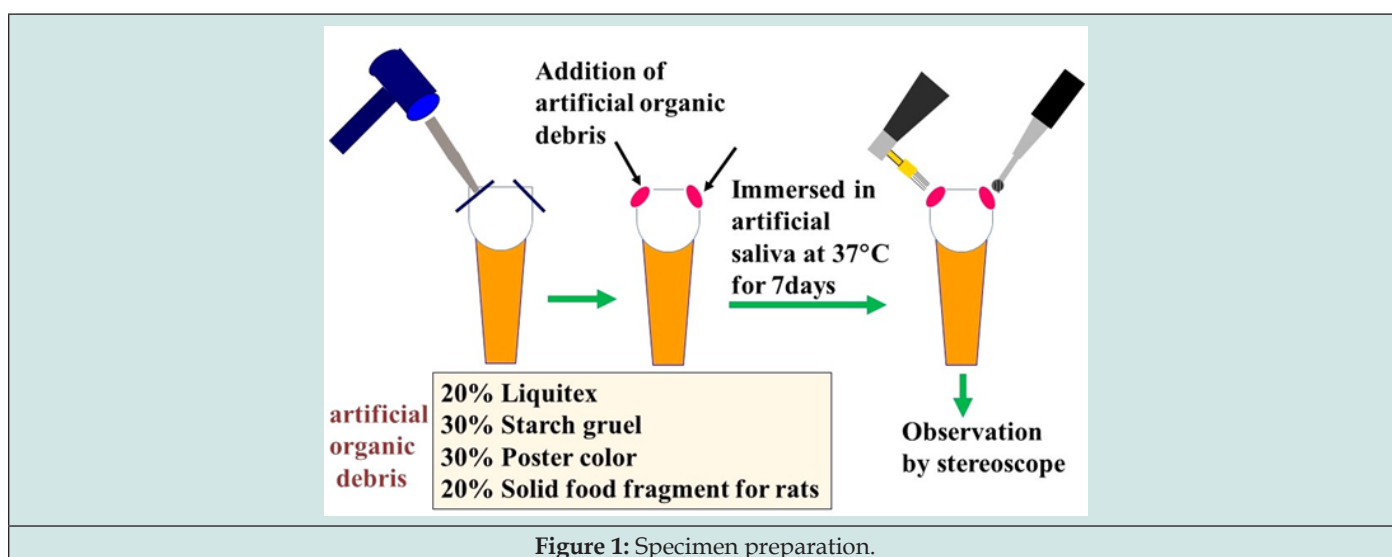 Addition of
artificial organic
debris
Immersed in
artificial
saliva at 37°C
for 7days
artificial
organic
debris
20% Liquitex
30% Starch gruel
30% Poster color
20% Solid food fragment for rats
Observation
by stereoscope
Figure 1: Specimen preparation.